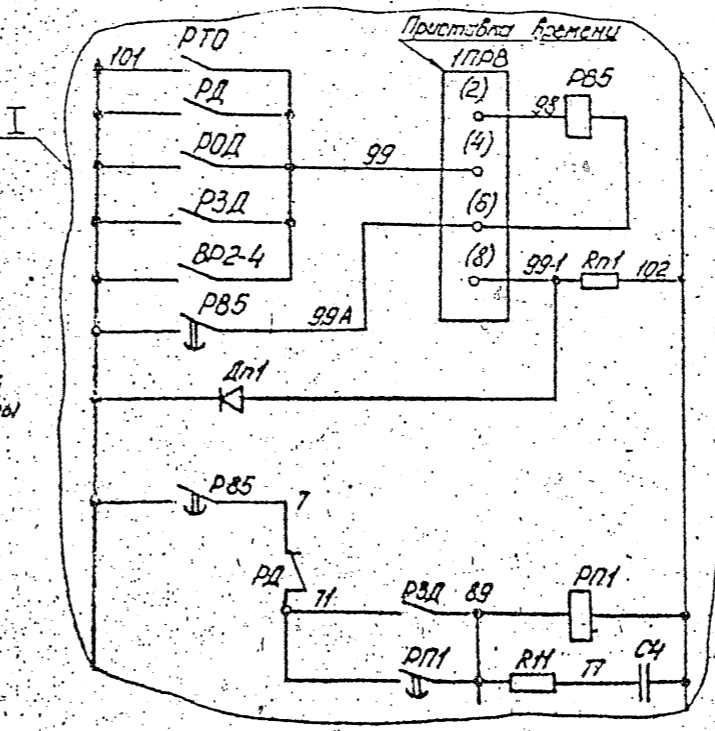 Приставка времени
101
РТО
1ПРВ
РД
(2)
98
РВ5
I
(4)
РОД
99
РЗД
(6)
ВР2-4
(8)
99-1
Rп1
102
РВ5
99А
Дп1
ы
РВ5
7
РД
71
РЗД
89
РП1
РП1
R11
77
С4